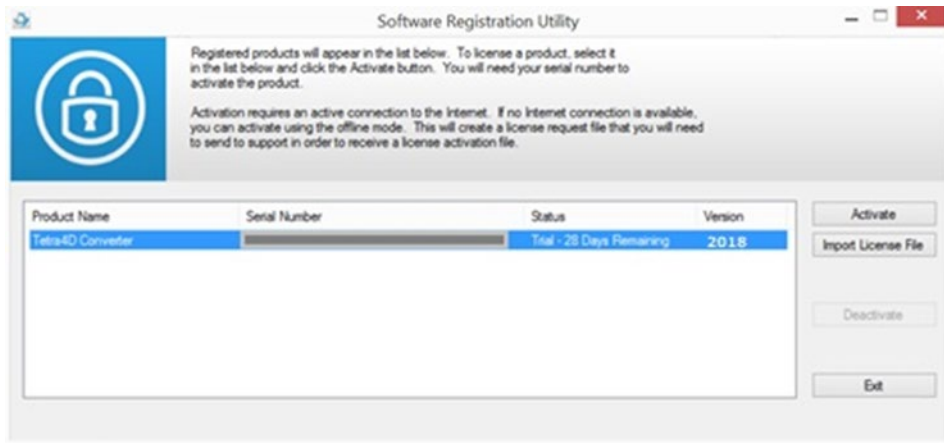 Software Registration Utility
Registered products will appear in the list below. To license a product, select it
in the list below and click the Activate button. You will need your serial number to
activate the product.
Activation requires an active connection to the Internet. If no Internet connection is available,
you can activate using the offline mode. This will create a license request file that you will need
to send to support in order to receive a license activation file.
Product Name Serial Number Status Version
Tetra4D Converter Trial - 28 Days Remaining 2018
Activate
Import License File
Deactivate
Exit